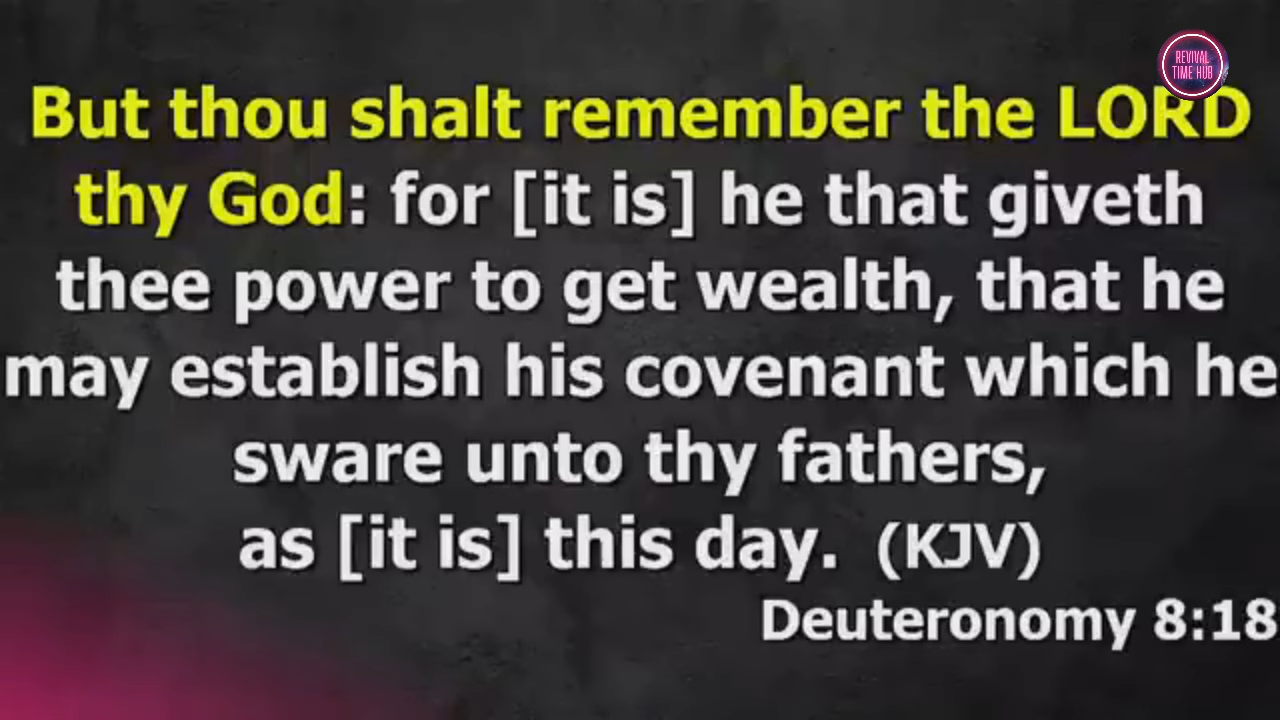 REVIVAL
TIME HUB
But thou shalt remember the LORD
thy God: for [it is] he that giveth
thee power to get wealth, that he
may establish his covenant which he
sware unto thy fathers,
as [it is] this day. (KJV)
Deuteronomy 8:18